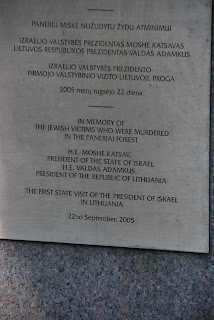 PANERIŲ MIŠKE NUŽUDYTŲ ŽYDŲ ATMINIMUI
IZRAELIO VALSTYBĖS PREZIDENTAS MOSHE KATSAVAS
LIETUVOS RESPUBLIKOS PREZIDENTAS VALDAS ADAMKUS
IZRAELIO VALSTYBĖS PREZIDENTO
PIRMOJO VALSTYBINIO VIZITO LIETUVOJE PROGA
2005 metų rugsėjo 22 diena
IN MEMORY OF
THE JEWISH VICTIMS WHO WERE MURDERED
IN THE PANERIAI FOREST
H.E. MOSHE KATSAV,
PRESIDENT OF THE STATE OF ISRAEL
H.E. VALDAS ADAMKUS,
PRESIDENT OF THE REPUBLIC OF LITHUANIA
THE FIRST STATE VISIT OF THE PRESIDENT OF ISRAEL
IN LITHUANIA
22nd September, 2005